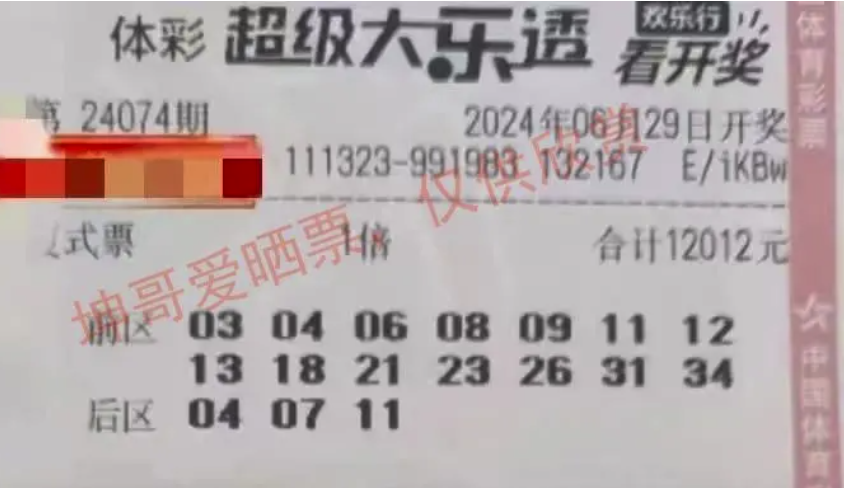 体彩 超级大乐透 欢乐行 看开奖
第 24074期 2024年06月29日开奖
111323-991983 132167 E/iKBw
式票 1倍 合计12012元
前区 03 04 06 08 09 11 12
13 18 21 23 26 31 34
后区 04 07 11
坤哥爱晒票 仅供欣赏
体育彩票
中国体育